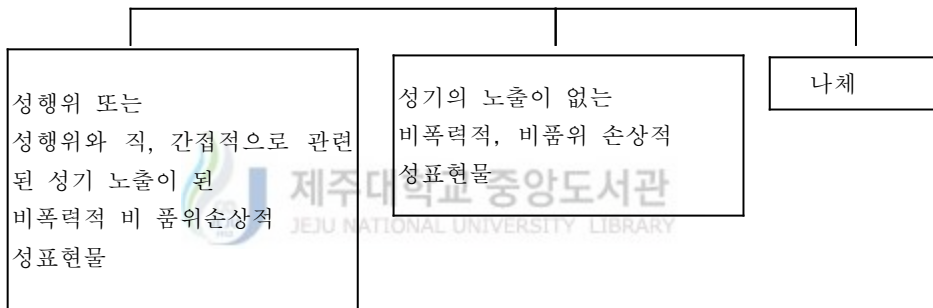 성행위 또는
성행위와 직, 간접적으로 관련
된 성기 노출이 된
비폭력적 비 품위손상적
성표현물
성기의 노출이 없는
비폭력적, 비품위 손상적
성표현물
나체
제주대학교 중앙도서관
JEJU NATIONAL UNIVERSITY LIBRARY